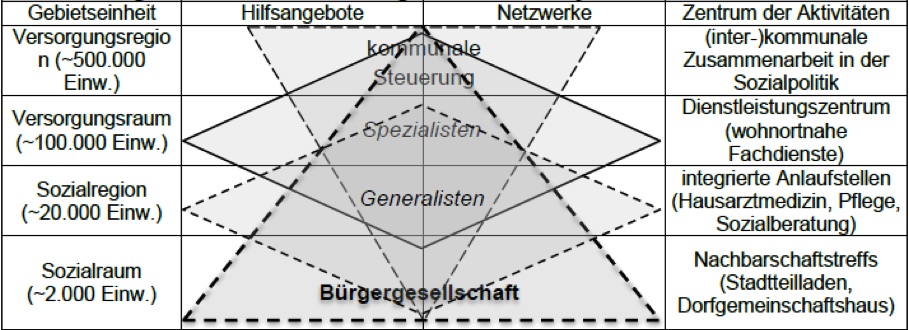 Gebietseinheit Hilfsangebote Netzwerke Zentrum der Aktivitäten
Versorgungsregio
n (~500.000
Einw.)
kommunale
Steuerung
(inter-)kommunale
Zusammenarbeit in der
Sozialpolitik
Versorgungsraum
(~100.000 Einw.)
Spezialisten
Dienstleistungszentrum
(wohnortnahe
Fachdienste)
Sozialregion
(~20.000 Einw.)
Generalisten
integrierte Anlaufstellen
(Hausarztmedizin, Pflege,
Sozialberatung)
Sozialraum
(~2.000 Einw.)
Bürgergesellschaft
Nachbarschaftstreffs
(Stadtteilladen,
Dorfgemeinschaftshaus)